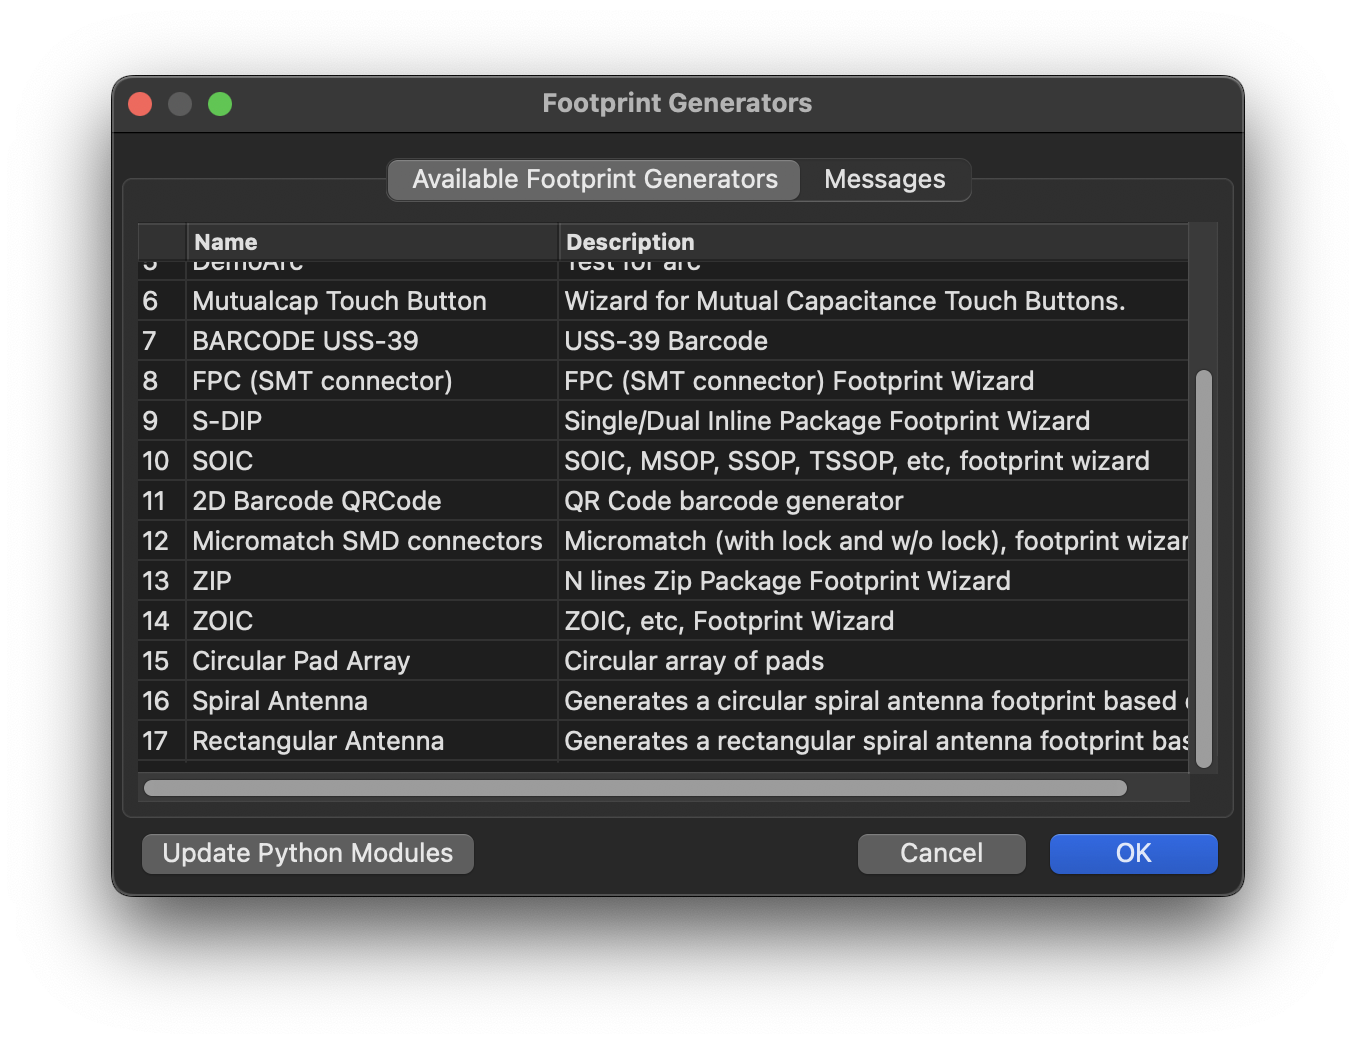 Footprint Generators
Available Footprint Generators Messages
Name Description
5 DemoArc Test for arc
6 Mutualcap Touch Button Wizard for Mutual Capacitance Touch Buttons.
7 BARCODE USS-39 USS-39 Barcode
8 FPC (SMT connector) FPC (SMT connector) Footprint Wizard
9 S-DIP Single/Dual Inline Package Footprint Wizard
10 SOIC SOIC, MSOP, SSOP, TSSOP, etc, footprint wizard
11 2D Barcode QRCode QR Code barcode generator
12 Micromatch SMD connectors Micromatch (with lock and w/o lock), footprint wizar
13 ZIP N lines Zip Package Footprint Wizard
14 ZOIC ZOIC, etc, Footprint Wizard
15 Circular Pad Array Circular array of pads
16 Spiral Antenna Generates a circular spiral antenna footprint based
17 Rectangular Antenna Generates a rectangular spiral antenna footprint bas
Update Python Modules Cancel OK